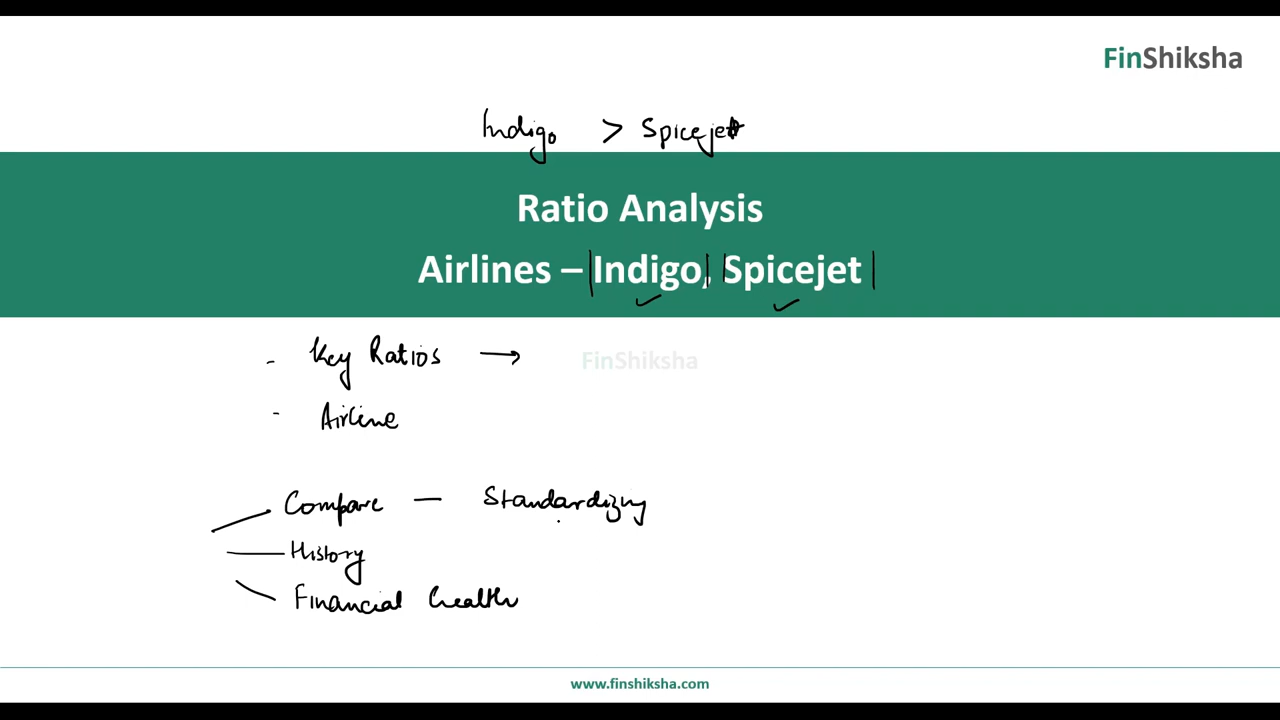 FinShiksha
Indigo > Spicejet
Ratio Analysis
Airlines – Indigo, Spicejet
- Key Ratios →
FinShiksha
- Airline
Compare — Standardizing
History
Financial health
www.finshiksha.com